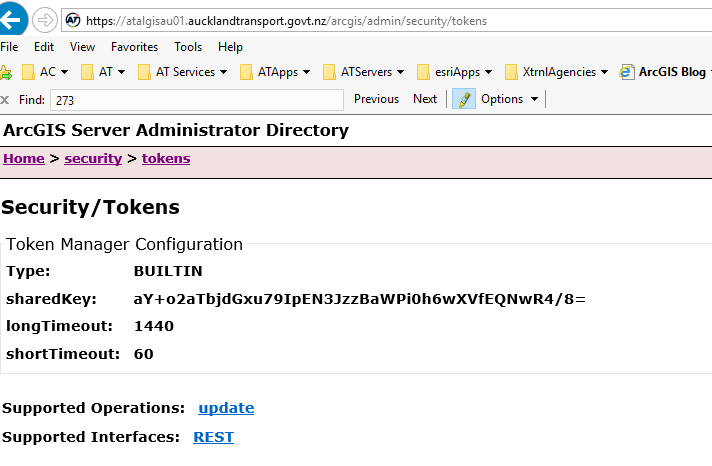 https://atalgisau01.aucklandtransport.govt.nz/arcgis/admin/security/tokens
File Edit View Favorites Tools Help
AC AT AT Services ATApps ATServers esriApps XtrnlAgencies ArcGIS Blog
x Find: 273 Previous Next Options
ArcGIS Server Administrator Directory
Home > security > tokens
Security/Tokens
Token Manager Configuration
Type: BUILTIN
sharedKey: aY+o2aTbjdGxu79IpEN3JzzBaWPi0h6wXVfEQNwR4/8=
longTimeout: 1440
shortTimeout: 60
Supported Operations: update
Supported Interfaces: REST